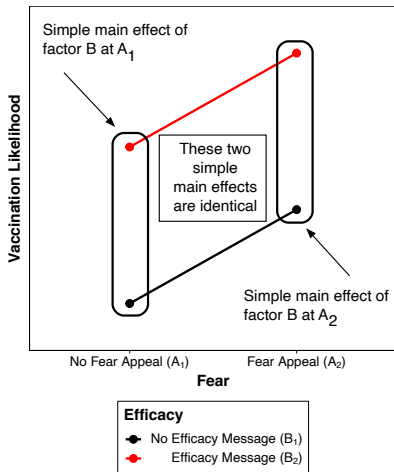 Simple main effect of
factor B at A₁
Vaccination Likelihood
These two
simple
main effects
are identical
Simple main effect of
factor B at A₂
No Fear Appeal (A₁)
Fear Appeal (A₂)
Fear
Efficacy
No Efficacy Message (B₁)
Efficacy Message (B₂)